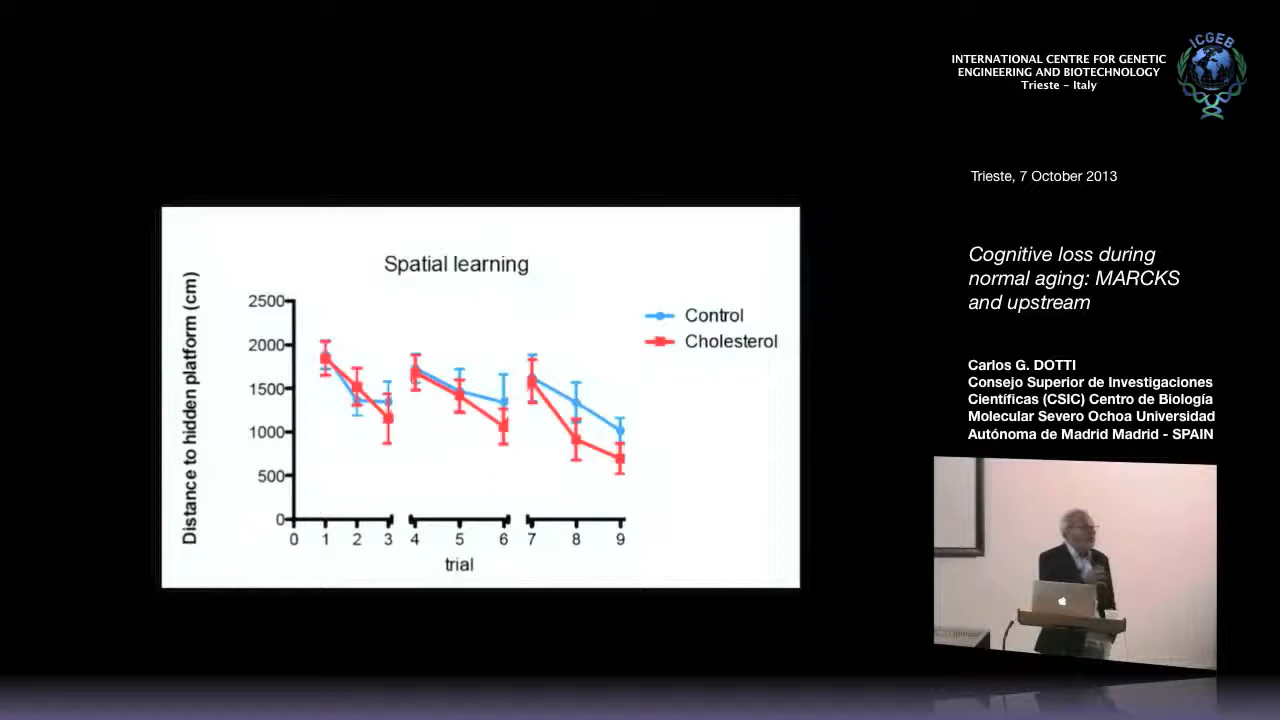 ICGEB
INTERNATIONAL CENTRE FOR GENETIC
ENGINEERING AND BIOTECHNOLOGY
Trieste - Italy
Trieste, 7 October 2013
Cognitive loss during
normal aging: MARCKS
and upstream
Carlos G. DOTTI
Consejo Superior de Investigaciones
Científicas (CSIC) Centro de Biología
Molecular Severo Ochoa Universidad
Autónoma de Madrid Madrid - SPAIN
Spatial learning
Distance to hidden platform (cm)
2500
2000
1500
1000
500
0
0 1 2 3 4 5 6 7 8 9
trial
Control
Cholesterol